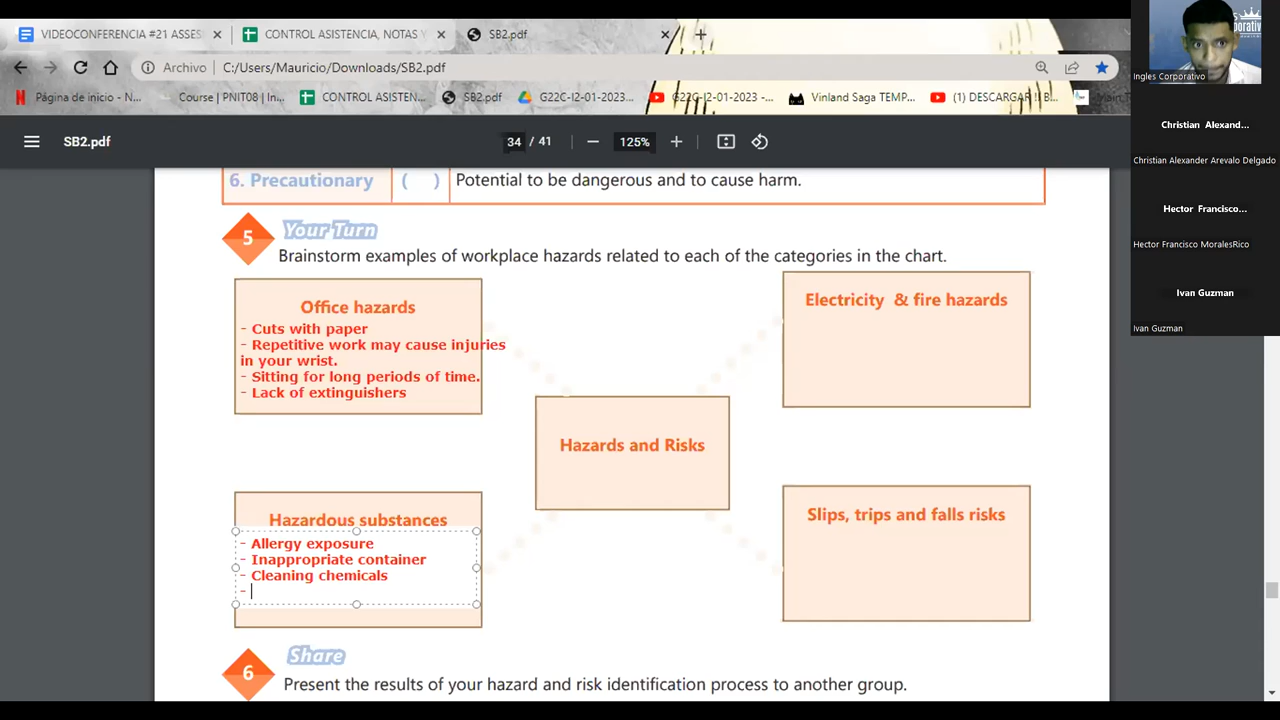 VIDEOCONFERENCIA #21 ASSES
CONTROL ASISTENCIA, NOTAS Y
SB2.pdf
Archivo
C:/Users/Mauricio/Downloads/SB2.pdf
Página de inicio - N...
Course | PNIT08 | In...
CONTROL ASISTEN...
SB2.pdf
G22C-I2-01-2023 ...
G22C-I2-01-2023 -...
Vinland Saga TEMP...
(1) DESCARGAR !!
SB2.pdf
34 / 41
125%
6. Precautionary ( ) Potential to be dangerous and to cause harm.
5 Your Turn
Brainstorm examples of workplace hazards related to each of the categories in the chart.
Office hazards
- Cuts with paper
- Repetitive work may cause injuries
in your wrist.
- Sitting for long periods of time.
- Lack of extinguishers
Electricity & fire hazards
Hazards and Risks
Hazardous substances
- Allergy exposure
- Inappropriate container
- Cleaning chemicals
-
Slips, trips and falls risks
6 Share
Present the results of your hazard and risk identification process to another group.
Ingles Corporativo
Christian Alexand...
Christian Alexander Arevalo Delgado
Hector Francisco...
Hector Francisco MoralesRico
Ivan Guzman
Ivan Guzman